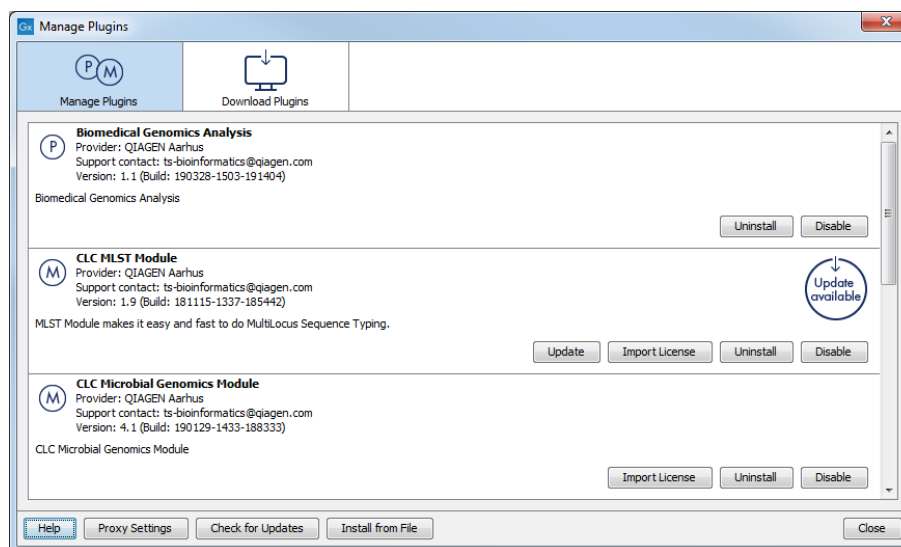 Gx Manage Plugins
P M
Manage Plugins
Download Plugins
P
Biomedical Genomics Analysis
Provider: QIAGEN Aarhus
Support contact: ts-bioinformatics@qiagen.com
Version: 1.1 (Build: 190328-1503-191404)
Biomedical Genomics Analysis
Uninstall Disable
M
CLC MLST Module
Provider: QIAGEN Aarhus
Support contact: ts-bioinformatics@qiagen.com
Version: 1.9 (Build: 181115-1337-185442)
Update
available
MLST Module makes it easy and fast to do MultiLocus Sequence Typing.
Update Import License Uninstall Disable
M
CLC Microbial Genomics Module
Provider: QIAGEN Aarhus
Support contact: ts-bioinformatics@qiagen.com
Version: 4.1 (Build: 190129-1433-188333)
CLC Microbial Genomics Module
Import License Uninstall Disable
Help Proxy Settings Check for Updates Install from File Close